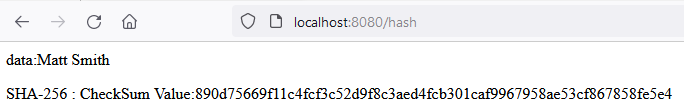 localhost:8080/hash
data:Matt Smith
SHA-256 : CheckSum Value:890d75669f11c4fcf3c52d9f8c3aed4fcb301caf9967958ae53cf867858fe5e4